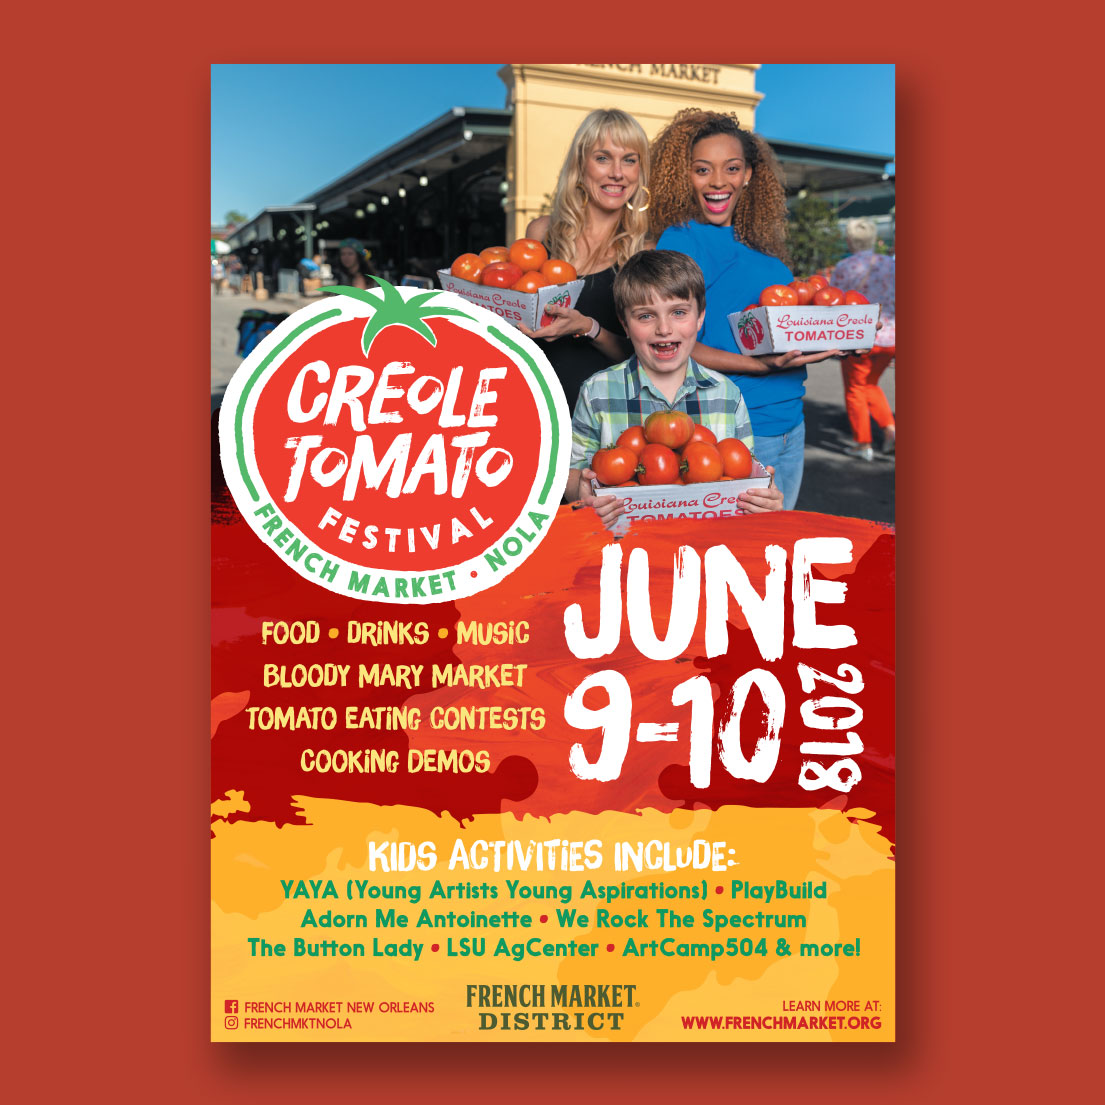 FRENCH MARKET
Louisiana Creole
TOMATOES
Louisiana Creole
TOMATOES
Louisiana Cre
TOMATOES
CREOLE
TOMATO
FESTIVAL
FRENCH MARKET • NOLA
JUNE
9-10
2018
FOOD • DRINKS • MUSIC
BLOODY MARY MARKET
TOMATO EATING CONTESTS
COOKING DEMOS
KIDS ACTIVITIES INCLUDE:
YAYA (Young Artists Young Aspirations) • PlayBuild
Adorn Me Antoinette • We Rock The Spectrum
The Button Lady • LSU AgCenter • ArtCamp504 & more!
FRENCH MARKET NEW ORLEANS
FRENCHMKTNOLA
FRENCH MARKET®
DISTRICT
LEARN MORE AT:
WWW.FRENCHMARKET.ORG